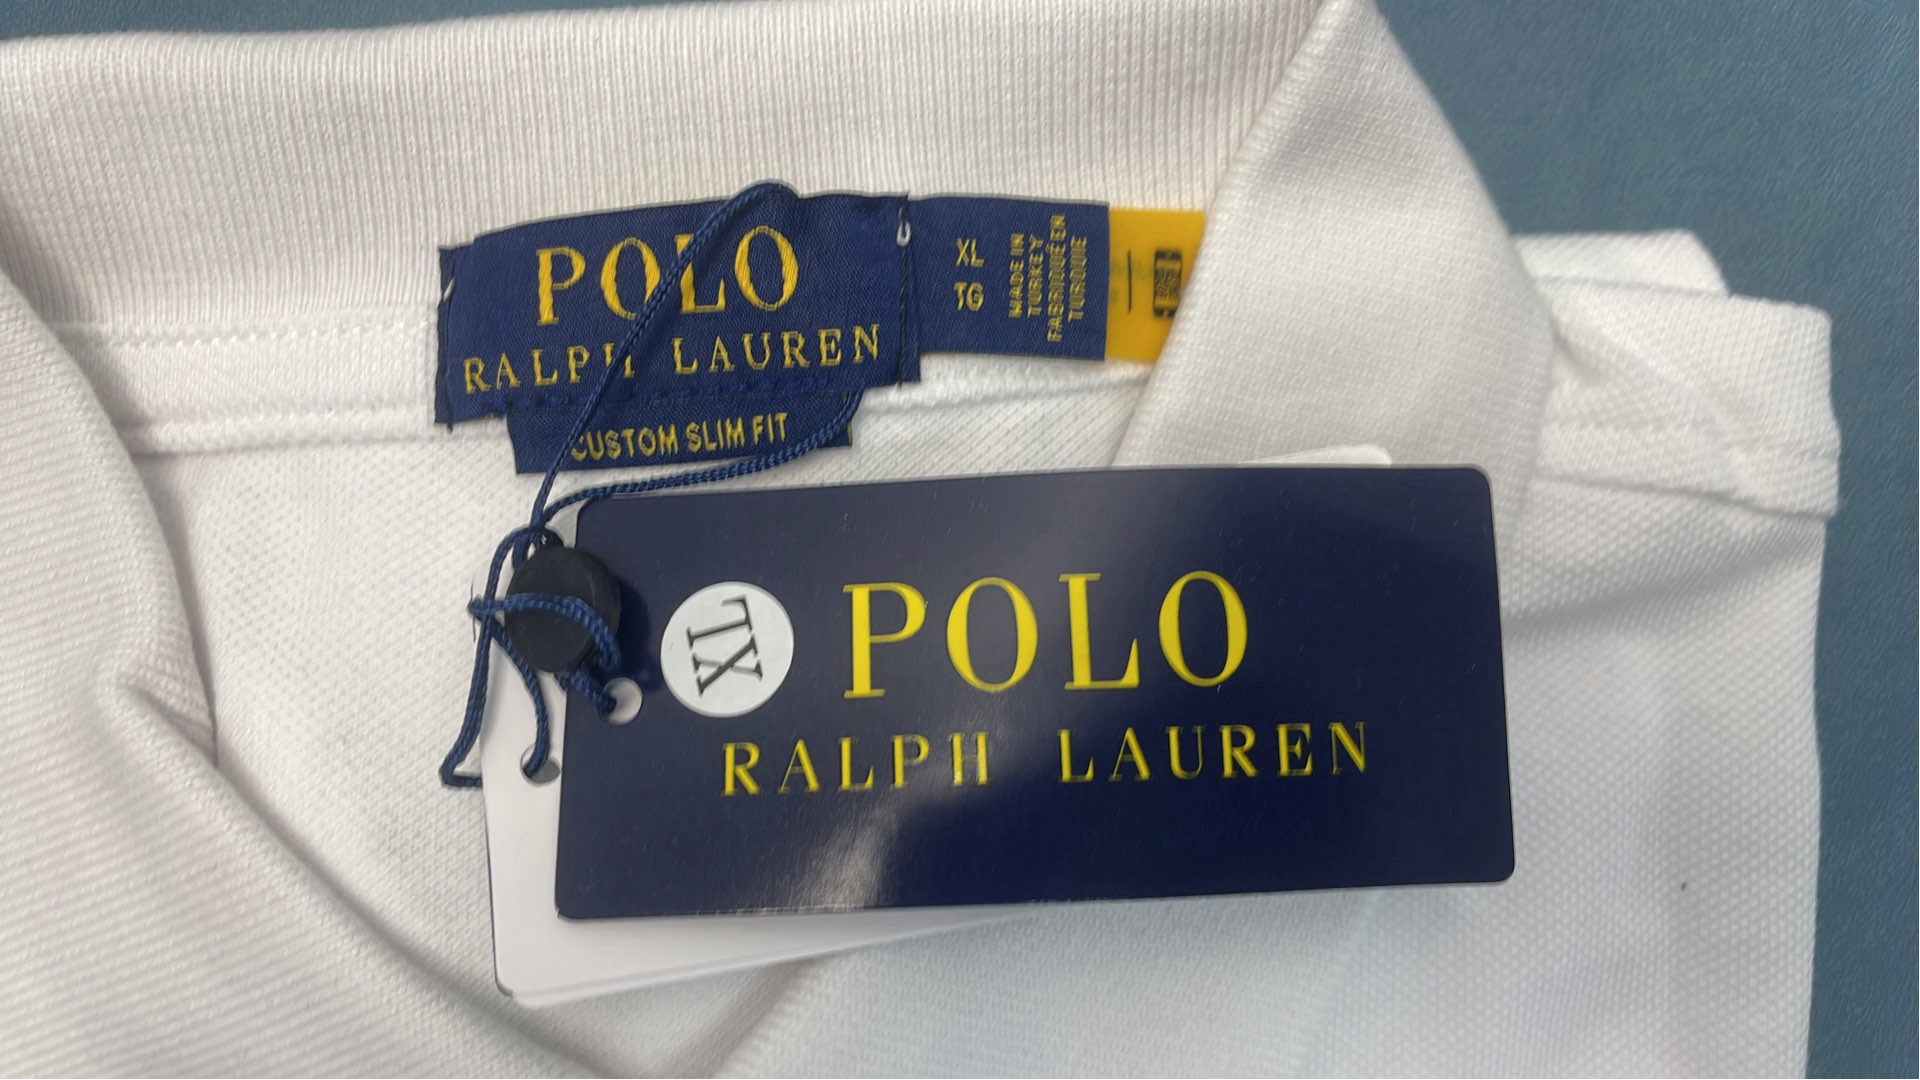 POLO
RALPH LAUREN
CUSTOM SLIM FIT
XL
TG
MADE IN
TURKEY
FABRIQUÉ EN
TURQUIE
XL
POLO
RALPH LAUREN